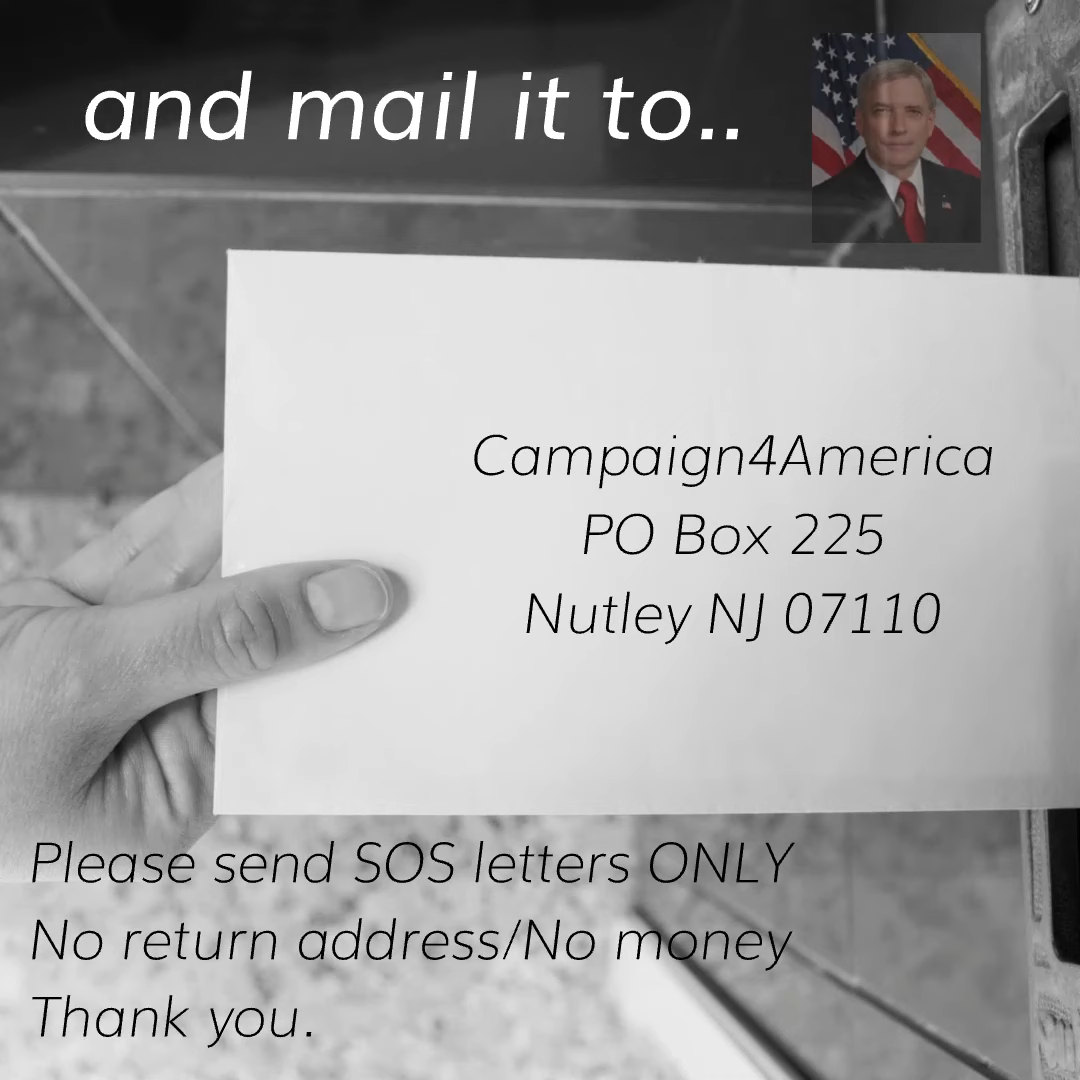 and mail it to..
Campaign4America
PO Box 225
Nutley NJ 07110
Please send SOS letters ONLY
No return address/No money
Thank you.